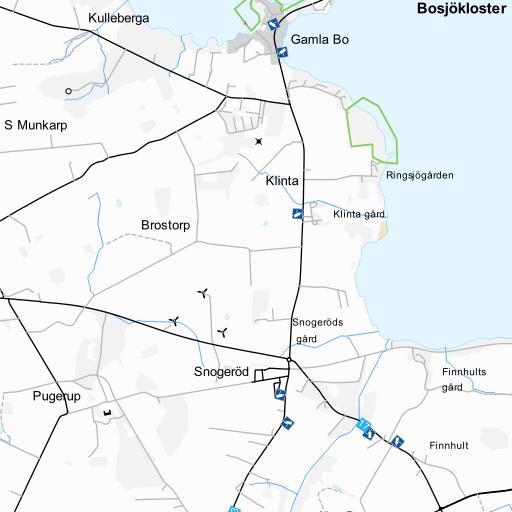 Bosjökloster
Kulleberga
Gamla Bo
S Munkarp
Ringsjögården
Klinta
Klinta gård
Brostorp
Snogeröds
gård
Snogeröd
Finnhults
gård
Pugerup
Finnhult